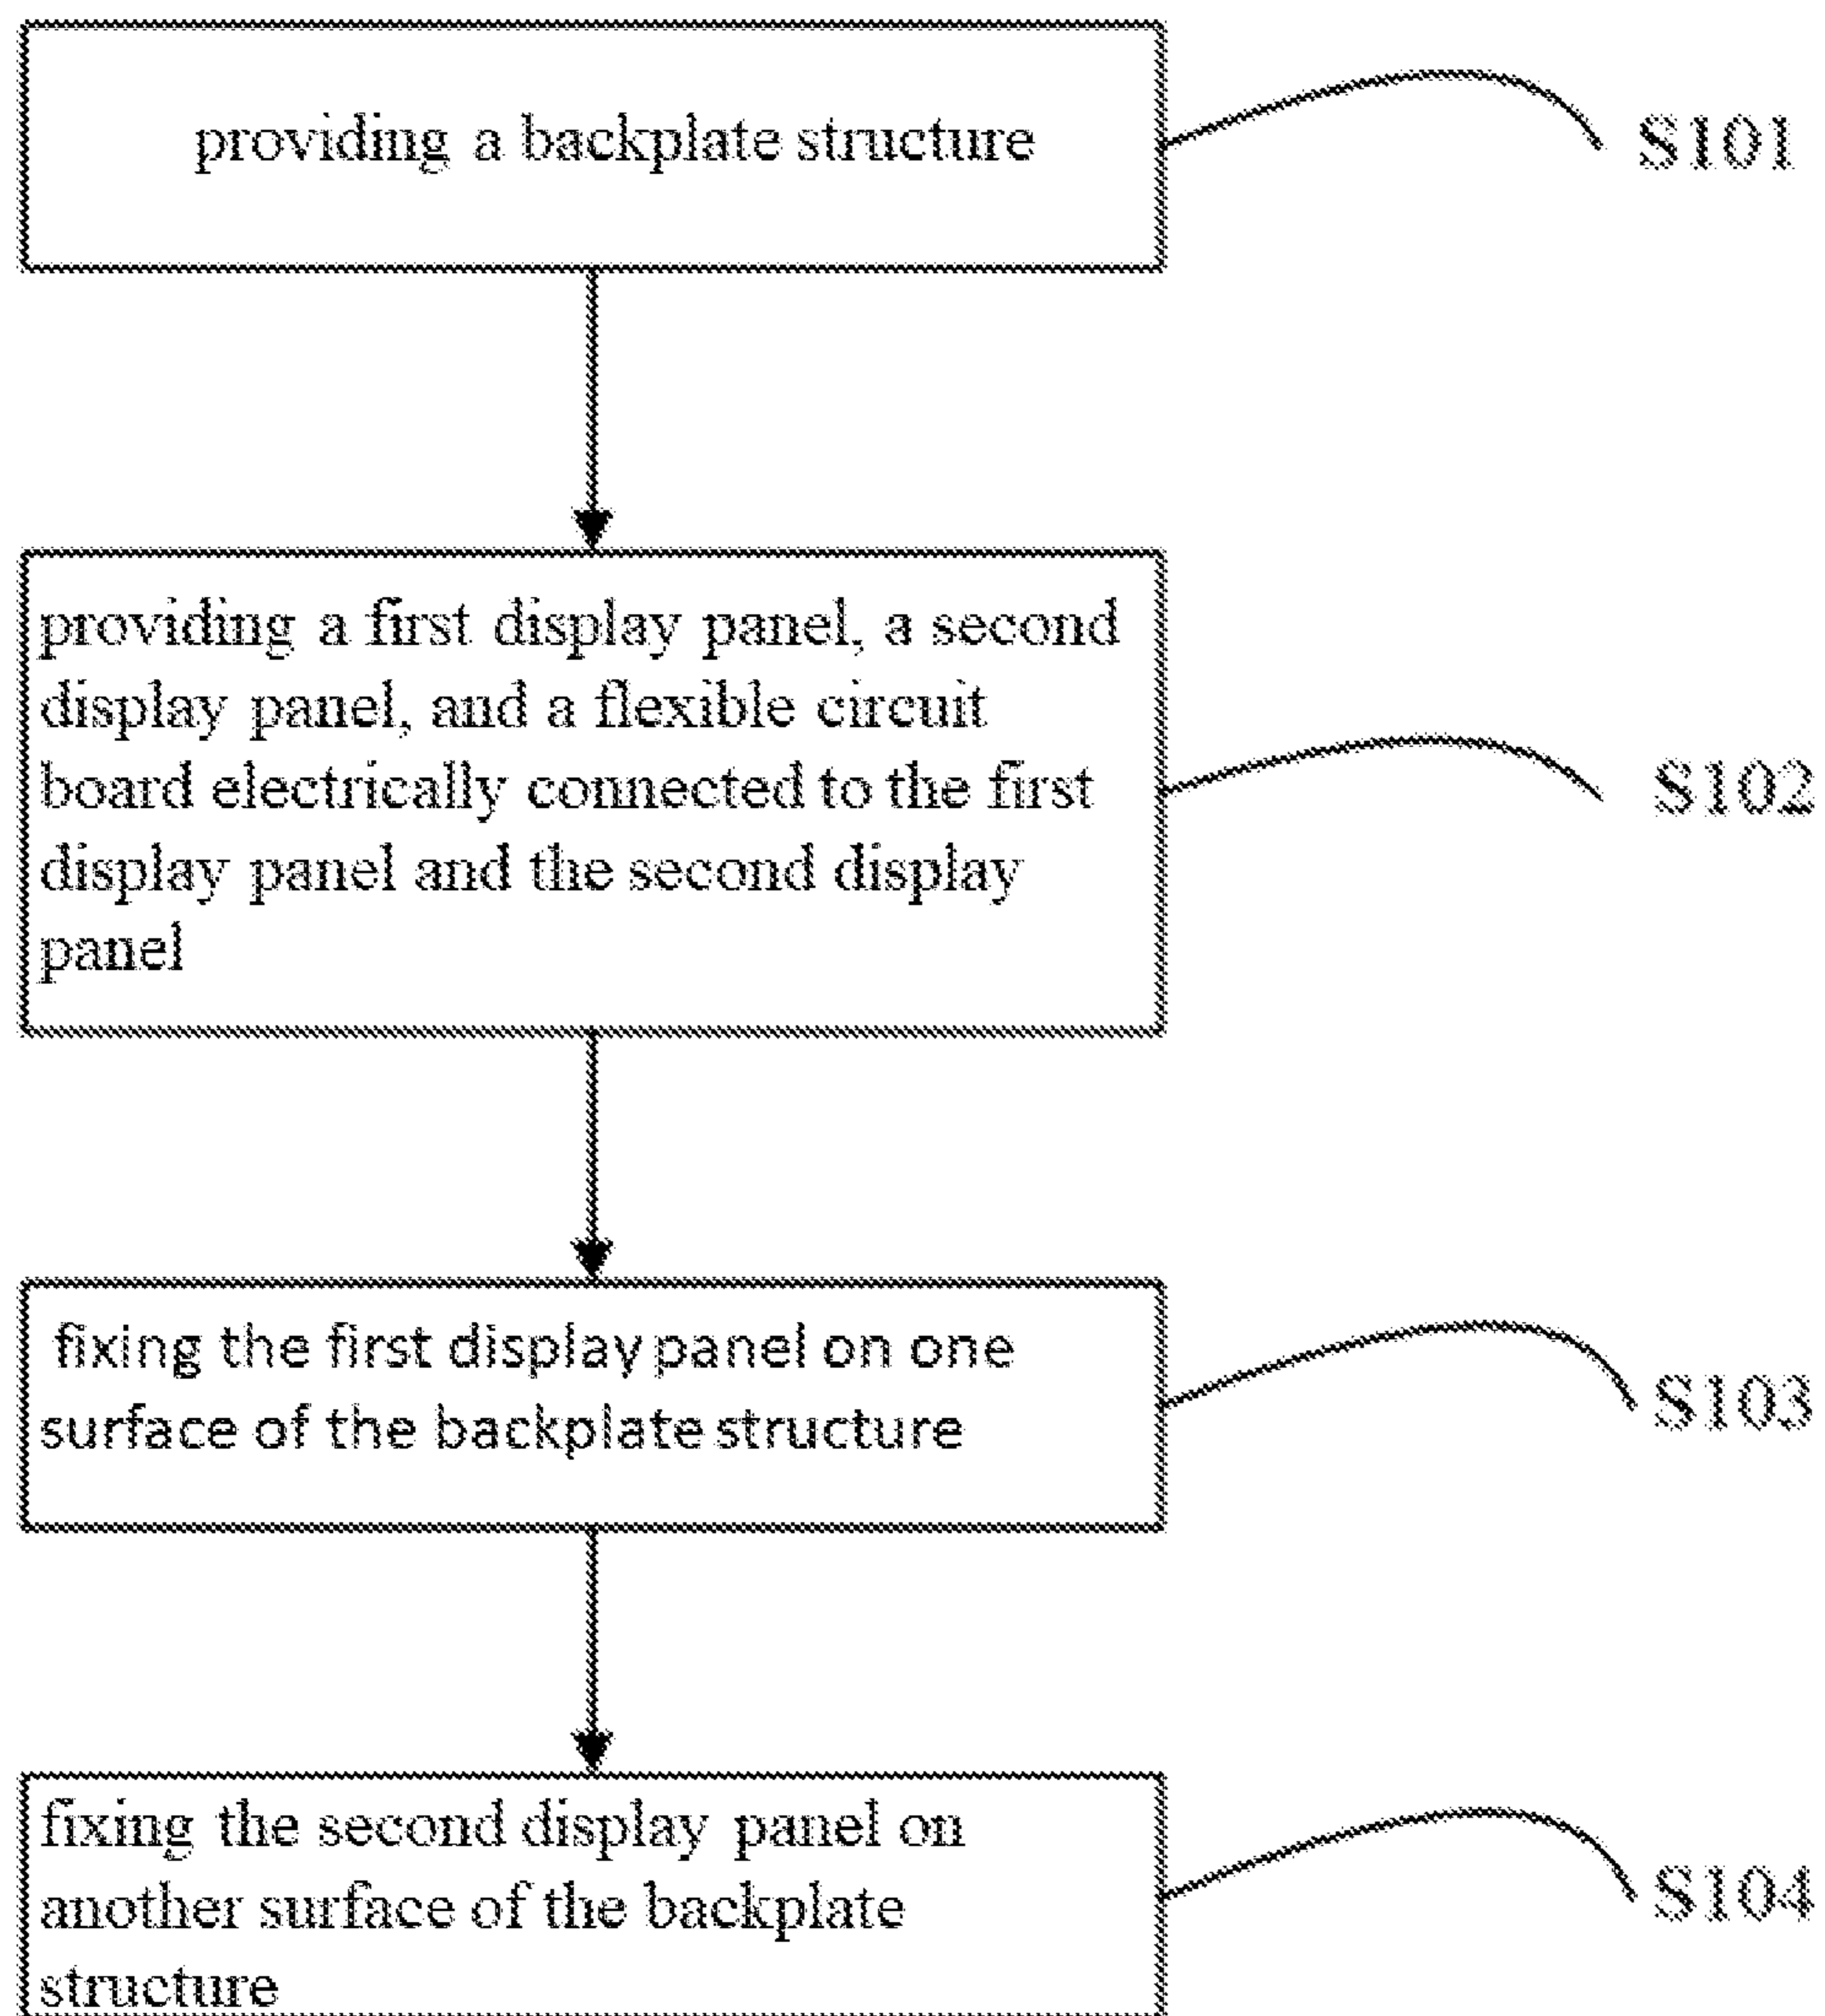 providing a backplate structure
S101
providing a first display panel, a second
display panel, and a flexible circuit
board electrically connected to the first
display panel and the second display
panel
S102
fixing the first display panel on one
surface of the backplate structure
S103
fixing the second display panel on
another surface of the backplate
structure
S104